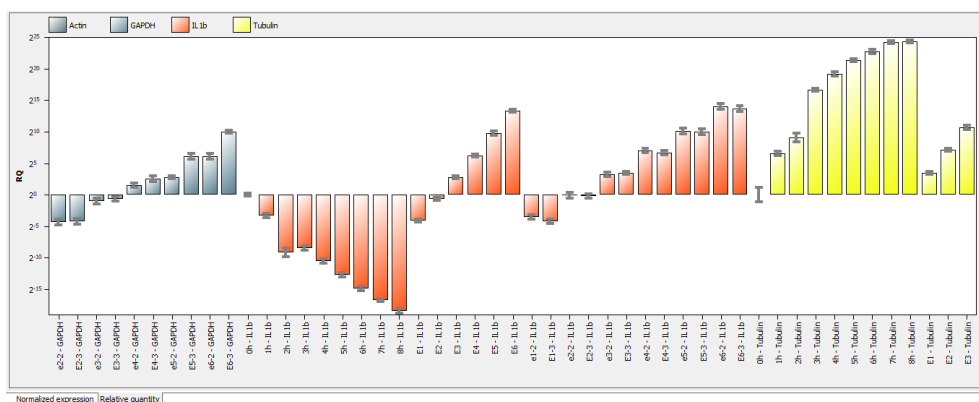 Actin GAPDH IL1b Tubulin
2^25
2^20
2^15
2^10
2^5
2^0
2^-5
2^-10
2^-15
RQ
e2-2 - GAPDH
E2-3 - GAPDH
e3-2 - GAPDH
E3-3 - GAPDH
e4-2 - GAPDH
E4-3 - GAPDH
e5-2 - GAPDH
E5-3 - GAPDH
e6-2 - GAPDH
E6-3 - GAPDH
0h - IL1b
1h - IL1b
2h - IL1b
3h - IL1b
4h - IL1b
5h - IL1b
6h - IL1b
7h - IL1b
8h - IL1b
E1 - IL1b
E2 - IL1b
E3 - IL1b
E4 - IL1b
E5 - IL1b
E6 - IL1b
e1-2 - IL1b
E1-3 - IL1b
e2-2 - IL1b
E2-3 - IL1b
e3-2 - IL1b
E3-3 - IL1b
e4-2 - IL1b
E4-3 - IL1b
e5-2 - IL1b
E5-3 - IL1b
e6-2 - IL1b
E6-3 - IL1b
0h - Tubulin
1h - Tubulin
2h - Tubulin
3h - Tubulin
4h - Tubulin
5h - Tubulin
6h - Tubulin
7h - Tubulin
8h - Tubulin
E1 - Tubulin
E2 - Tubulin
E3 - Tubulin
Normalized expression Relative quantity